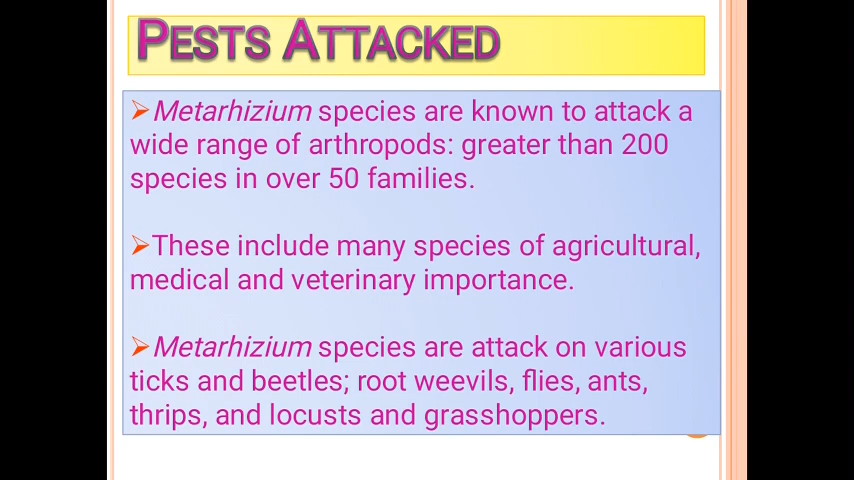 PESTS ATTACKED
➢Metarhizium species are known to attack a
wide range of arthropods: greater than 200
species in over 50 families.
➢These include many species of agricultural,
medical and veterinary importance.
➢Metarhizium species are attack on various
ticks and beetles; root weevils, flies, ants,
thrips, and locusts and grasshoppers.